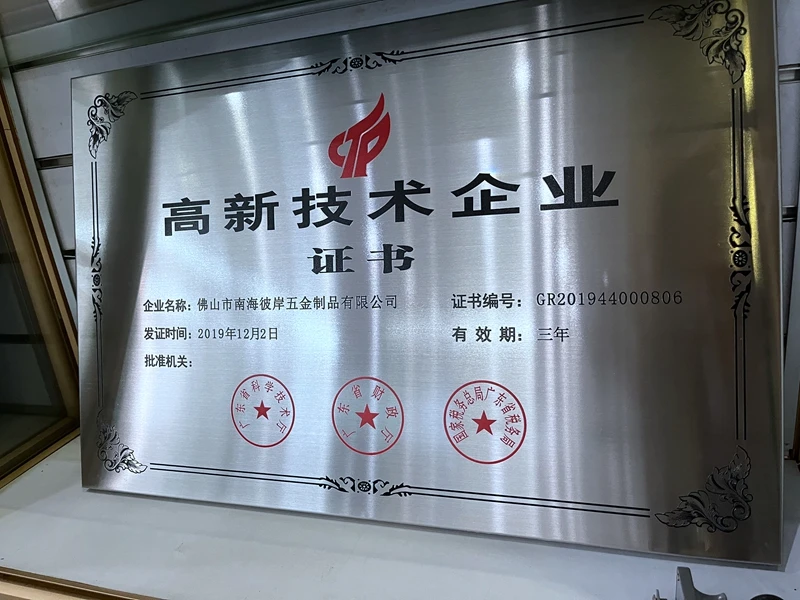 高新技术企业
证书
企业名称：佛山市南海彼岸五金制品有限公司
证书编号：GR201944000806
发证时间：2019年12月2日
有效期：三年
批准机关：
广东省科学技术厅
广东省财政厅
国家税务总局广东省税务局